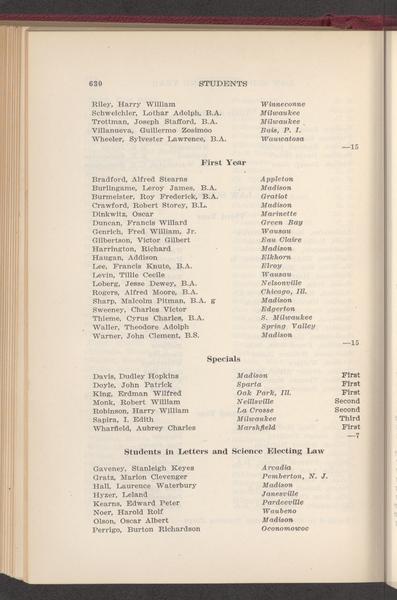 630 STUDENTS
Riley, Harry William Winneconne
Schweichler, Lothar Adolph, B.A. Milwaukee
Trottman, Joseph Stafford, B.A. Milwaukee
Villanueva, Guillermo Zosimoo Bais, P. I.
Wheeler, Sylvester Lawrence, B.A. Wauwatosa
—15
First Year
Bradford, Alfred Stearns Appleton
Burlingame, Leroy James, B.A. Madison
Burmeister, Roy Frederick, B.A. Gratiot
Crawford, Robert Storey, B.L. Madison
Dinkwitz, Oscar Marinette
Duncan, Francis Willard Green Bay
Genrich, Fred William, Jr. Wausau
Gilbertson, Victor Gilbert Eau Claire
Harrington, Richard Madison
Haugan, Addison Elkhorn
Lee, Francis Knute, B.A. Elroy
Levin, Tillie Cecile Wausau
Loberg, Jesse Dewey, B.A. Nelsonville
Rogers, Alfred Moore, B.A. Chicago, Ill.
Sharp, Malcolm Pitman, B.A. g Madison
Sweeney, Charles Victor Edgerton
Thieme, Cyrus Charles, B.A. S. Milwaukee
Waller, Theodore Adolph Spring Valley
Warner, John Clement, B.S. Madison
—15
Specials
Davis, Dudley Hopkins Madison First
Doyle, John Patrick Sparta First
King, Erdman Wilfred Oak Park, Ill. First
Monk, Robert William Neillsville Second
Robinson, Harry William La Crosse Second
Sapira, I. Edith Milwaukee Third
Wharfield, Aubrey Charles Marshfield First
—7
Students in Letters and Science Electing Law
Gaveney, Stanleigh Keyes Arcadia
Gratz, Marion Clevenger Pemberton, N. J.
Hall, Laurence Waterbury Madison
Hyzer, Leland Janesville
Kearns, Edward Peter Pardeeville
Noer, Harold Rolf Waubeno
Olson, Oscar Albert Madison
Perrigo, Burton Richardson Oconomowoc